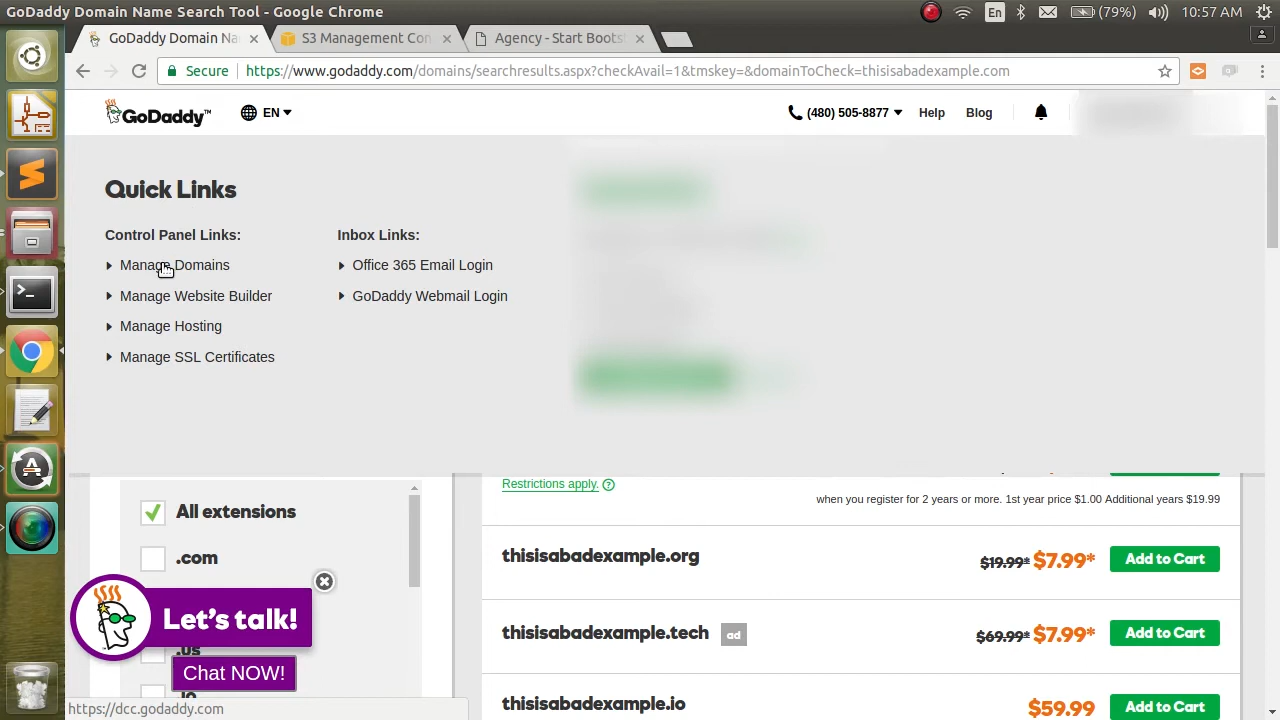 GoDaddy Domain Name Search Tool - Google Chrome
En
(79%)
10:57 AM
GoDaddy Domain Na
S3 Management Con
Agency - Start Boots
Secure
https://www.godaddy.com/domains/searchresults.aspx?checkAvail=1&tmskey=&domainToCheck=thisisabadexample.com
GoDaddy™
EN
(480) 505-8877
Help
Blog
Quick Links
Control Panel Links:
Inbox Links:
Manage Domains
Office 365 Email Login
Manage Website Builder
GoDaddy Webmail Login
Manage Hosting
Manage SSL Certificates
Restrictions apply.
when you register for 2 years or more. 1st year price $1.00 Additional years $19.99
All extensions
.com
thisisabadexample.org
$19.99* $7.99*
Add to Cart
Let's talk!
thisisabadexample.tech
ad
$69.99* $7.99*
Add to Cart
.us
Chat NOW!
.io
thisisabadexample.io
$59.99
Add to Cart
https://dcc.godaddy.com